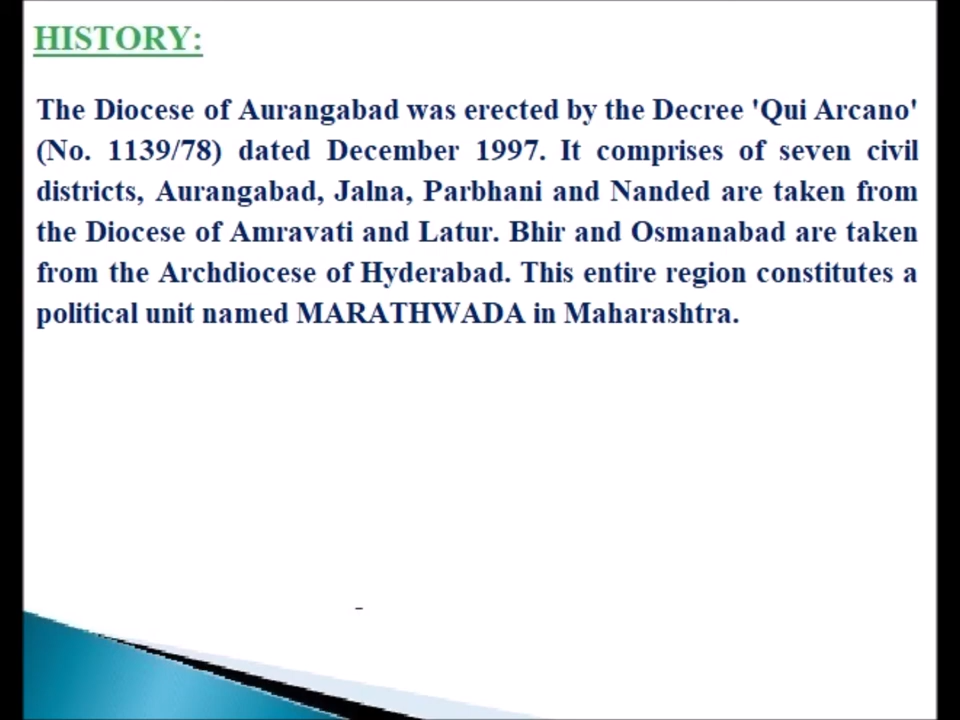 HISTORY:
The Diocese of Aurangabad was erected by the Decree 'Qui Arcano'
(No. 1139/78) dated December 1997. It comprises of seven civil
districts, Aurangabad, Jalna, Parbhani and Nanded are taken from
the Diocese of Amravati and Latur. Bhir and Osmanabad are taken
from the Archdiocese of Hyderabad. This entire region constitutes a
political unit named MARATHWADA in Maharashtra.
-